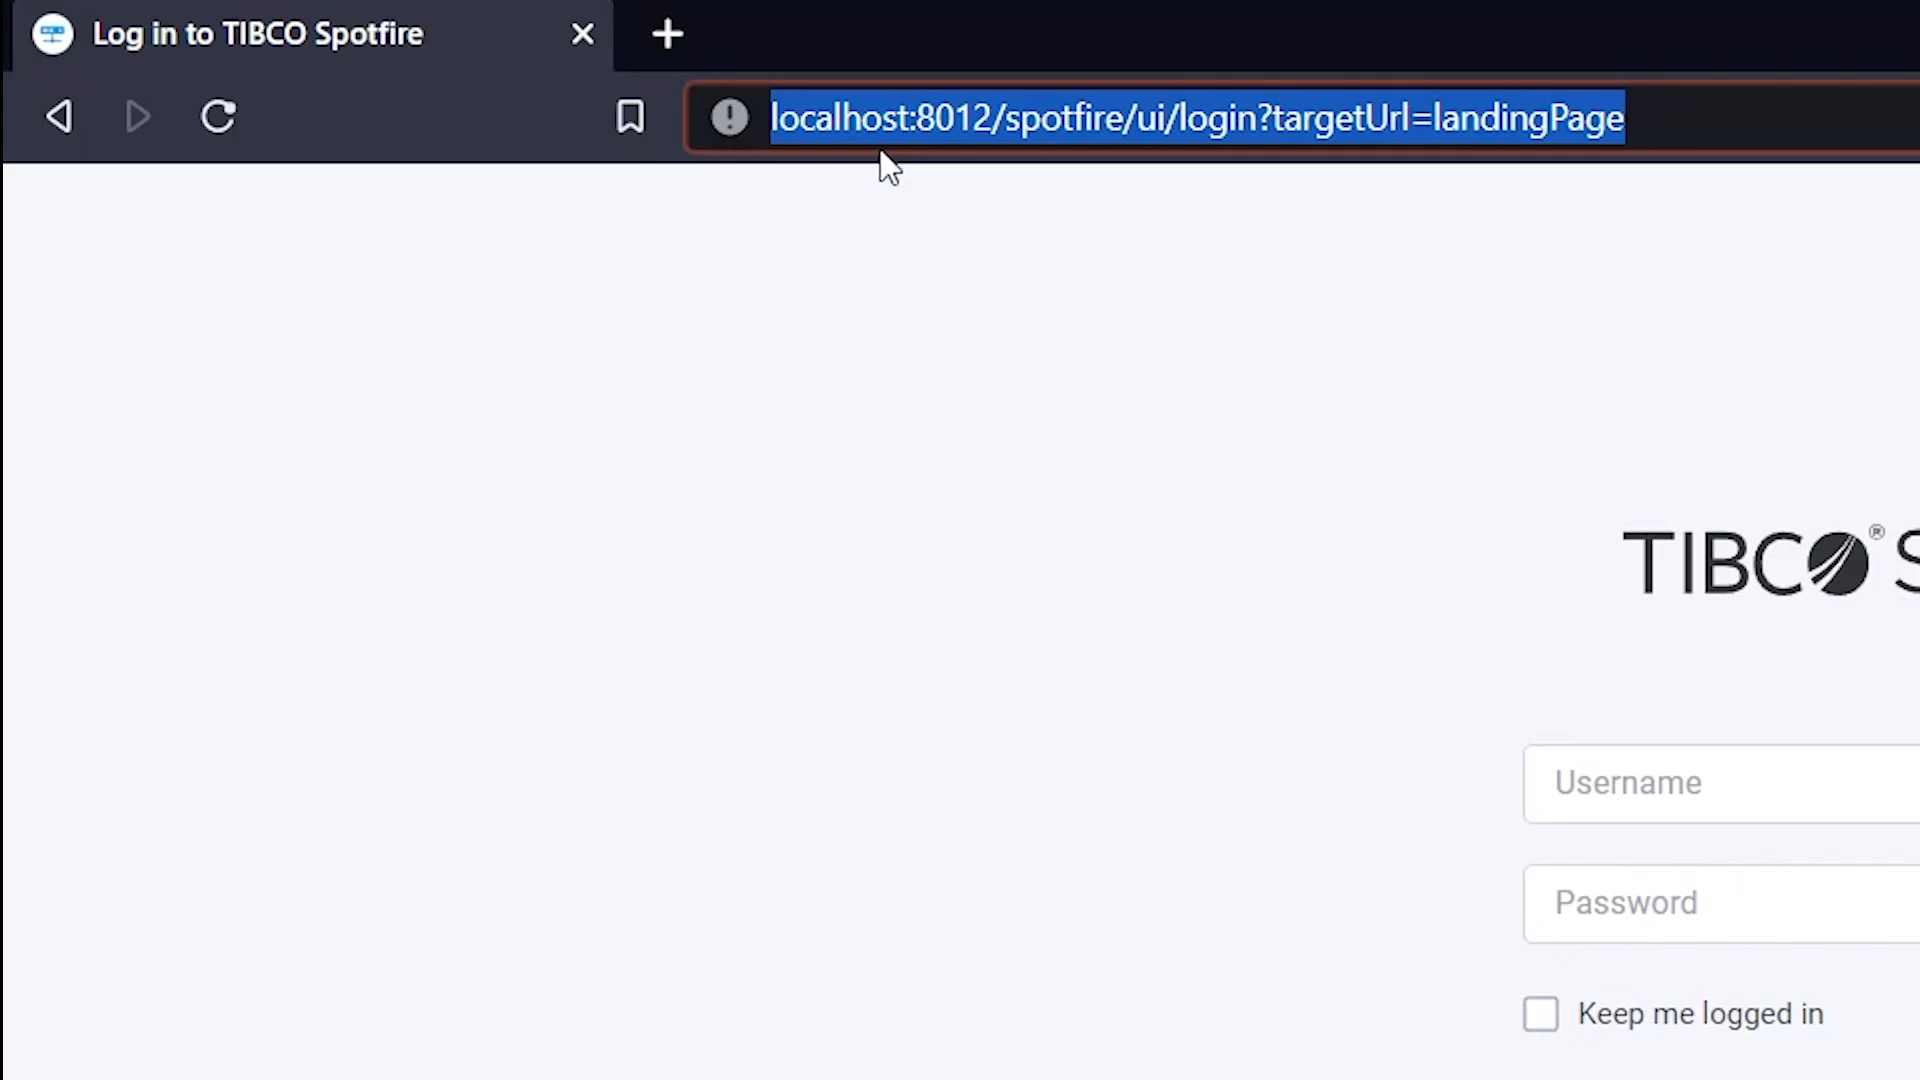 Log in to TIBCO Spotfire
localhost:8012/spotfire/ui/login?targetUrl=landingPage
TIBCO® S
Username
Password
Keep me logged in